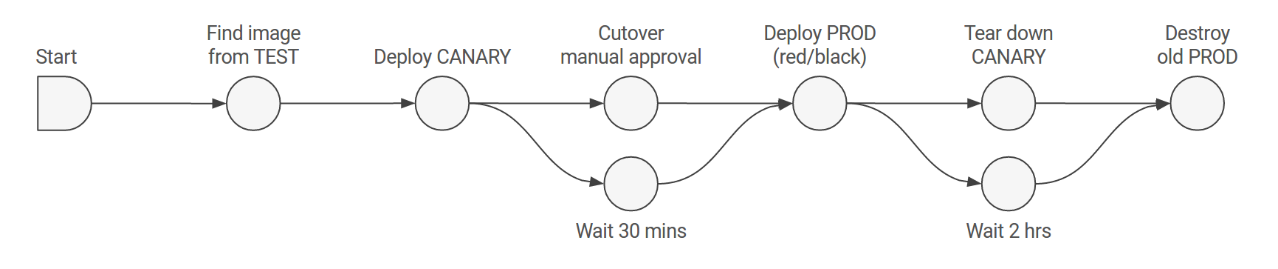 Start
Find image
from TEST
Deploy CANARY
Cutover
manual approval
Wait 30 mins
Deploy PROD
(red/black)
Tear down
CANARY
Wait 2 hrs
Destroy
old PROD